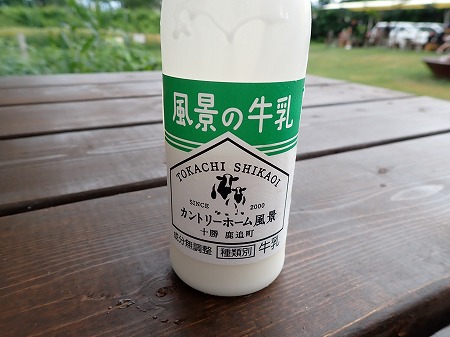 風景の牛乳
TOKACHI SHIKAOI
SINCE 2000
カントリーホーム風景
十勝 鹿追町
成分無調整 種類別 牛乳